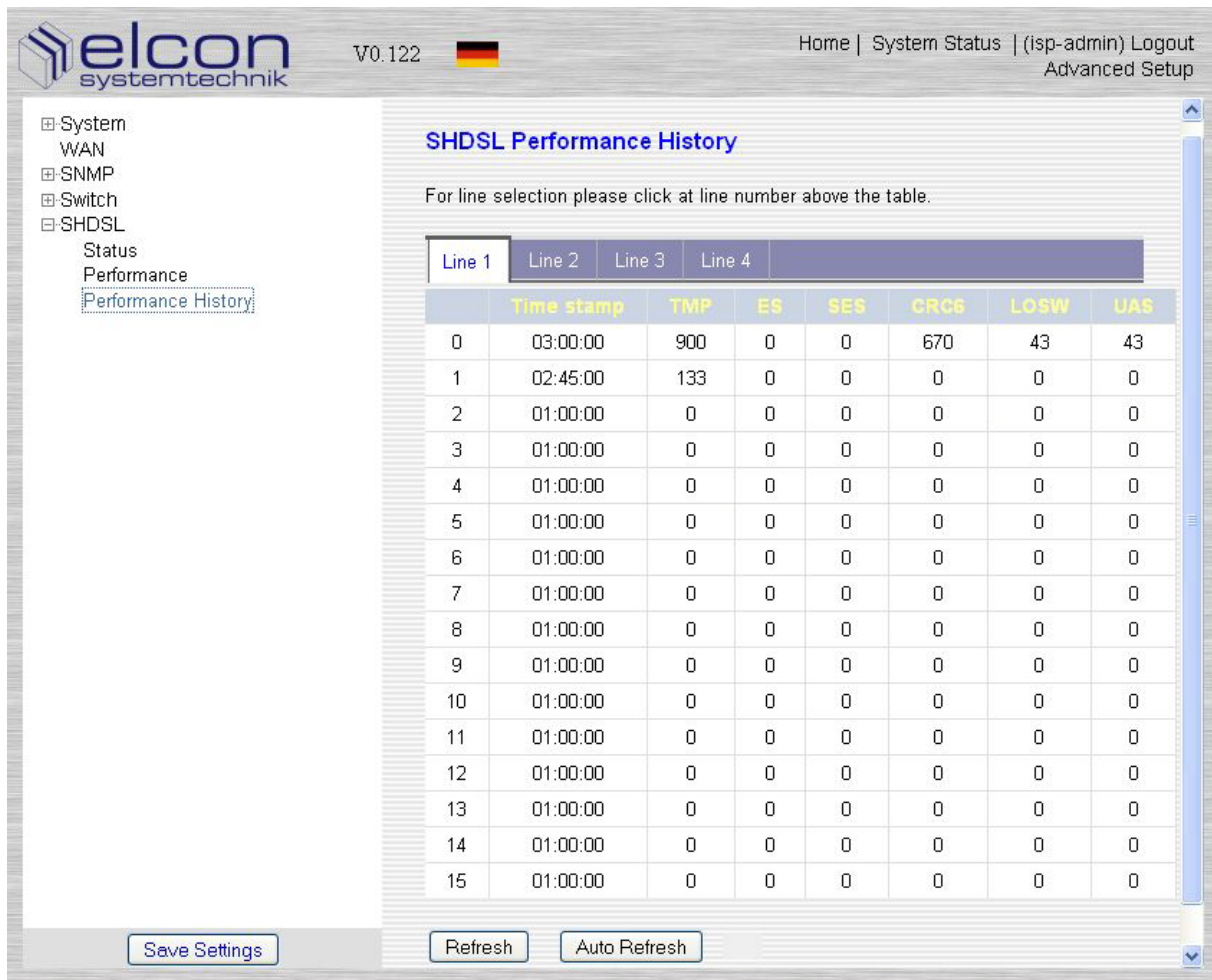 elcon
systemtechnik
V0.122
Home | System Status | (isp-admin) Logout
Advanced Setup
System
WAN
SNMP
Switch
SHDSL
Status
Performance
Performance History
Save Settings
SHDSL Performance History
For line selection please click at line number above the table.
Line 1 Line 2 Line 3 Line 4
Time stamp TMP ES SES CRC6 LOSW UAS
0 03:00:00 900 0 0 670 43 43
1 02:45:00 133 0 0 0 0 0
2 01:00:00 0 0 0 0 0 0
3 01:00:00 0 0 0 0 0 0
4 01:00:00 0 0 0 0 0 0
5 01:00:00 0 0 0 0 0 0
6 01:00:00 0 0 0 0 0 0
7 01:00:00 0 0 0 0 0 0
8 01:00:00 0 0 0 0 0 0
9 01:00:00 0 0 0 0 0 0
10 01:00:00 0 0 0 0 0 0
11 01:00:00 0 0 0 0 0 0
12 01:00:00 0 0 0 0 0 0
13 01:00:00 0 0 0 0 0 0
14 01:00:00 0 0 0 0 0 0
15 01:00:00 0 0 0 0 0 0
Refresh Auto Refresh